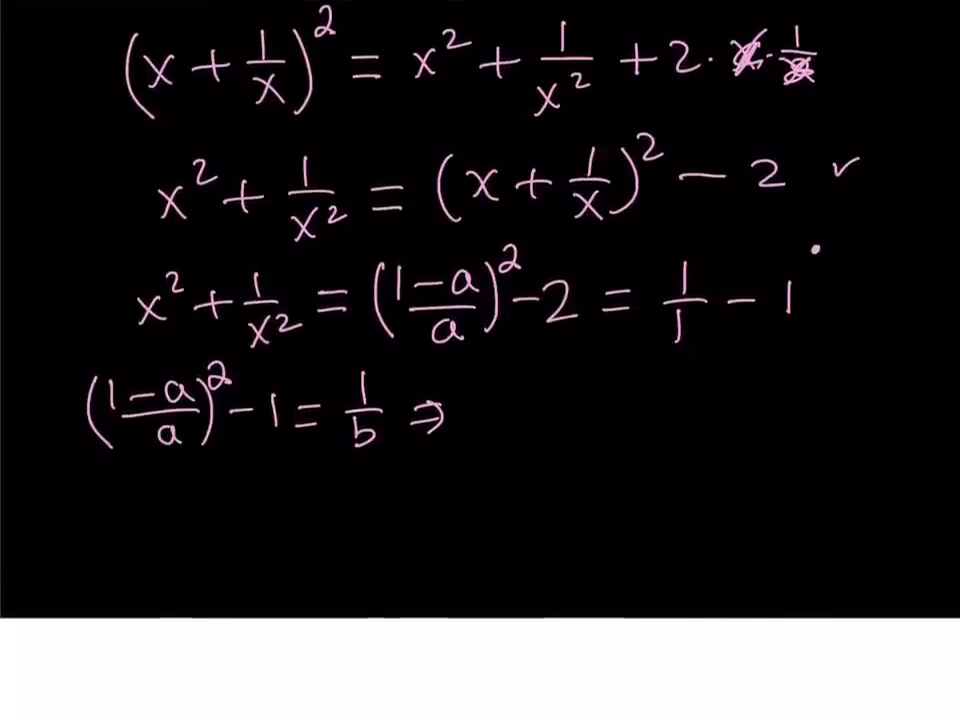 (x + 1/x)² = x² + 1/x² + 2 · x · 1/x
x² + 1/x² = (x + 1/x)² − 2 ✓
x² + 1/x² = ((1−a)/a)² − 2 = 1/1 − 1
((1−a)/a)² − 1 = 1/b ⇒